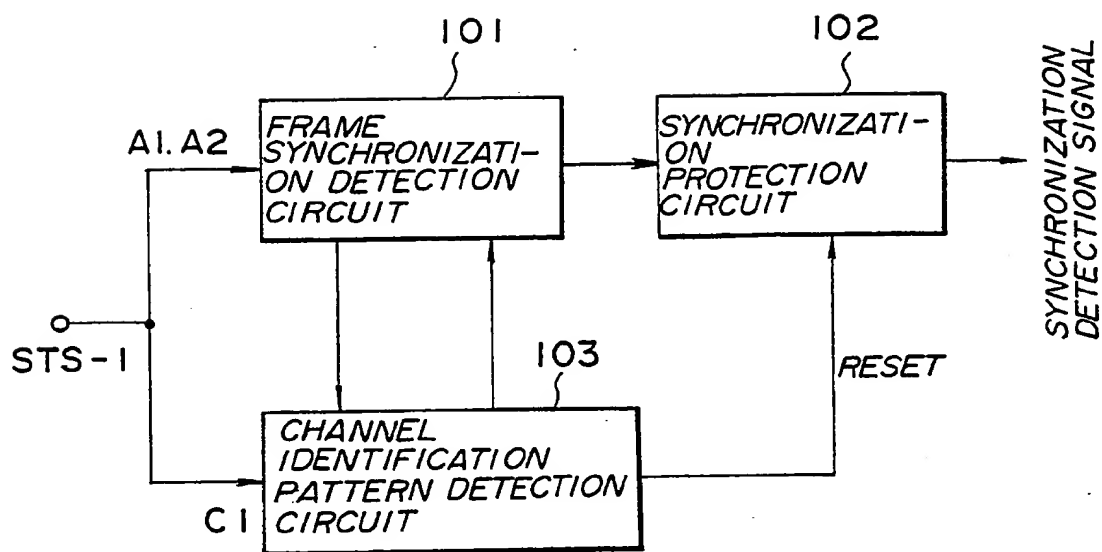 101
102
A1. A2
FRAME
SYNCHRONIZATI-
ON DETECTION
CIRCUIT
SYNCHRONIZATI-
ON
PROTECTION
CIRCUIT
SYNCHRONIZATION
DETECTION SIGNAL
STS-1
103
RESET
CHANNEL
IDENTIFICATION
PATTERN DETECTION
CIRCUIT
C1